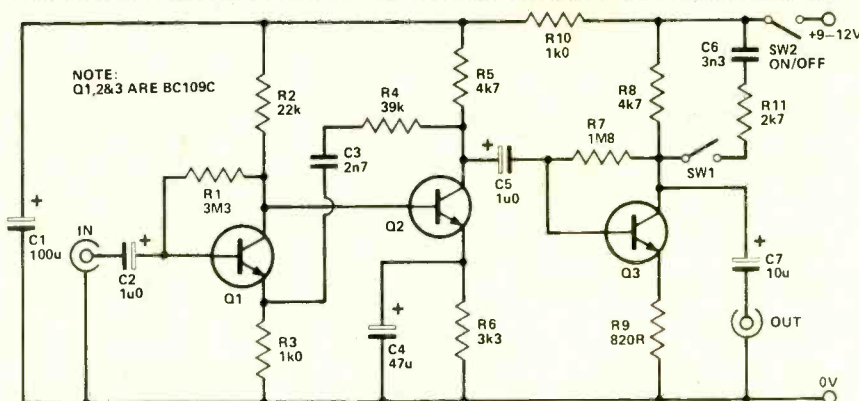 NOTE:
Q1,2&3 ARE BC109C
R2
22k
R1
3M3
C1
100u
IN
C2
1u0
Q1
R3
1k0
R4
39k
C3
2n7
R5
4k7
Q2
C4
47u
R6
3k3
C5
1u0
R10
1k0
R7
1M8
R8
4k7
Q3
R9
820R
C6
3n3
SW2
ON/OFF
+9–12V
R11
2k7
SW1
C7
10u
OUT
0V